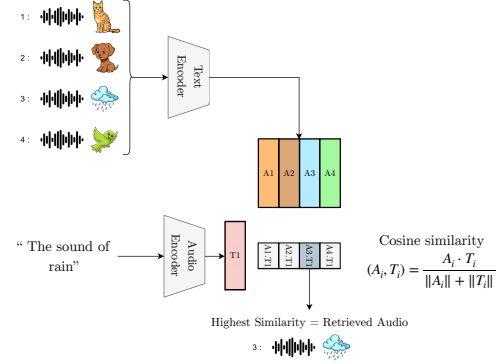 1 :
2 :
3 :
4 :
Text
Encoder
A1 A2 A3 A4
“ The sound of
rain”
Audio
Encoder
T1
A1.T1 A2.T1 A3.T1 A4.T1
Cosine similarity
(A_i, T_i) = \frac{A_i · T_i}{‖A_i‖ + ‖T_i‖}
Highest Similarity = Retrieved Audio
3 :